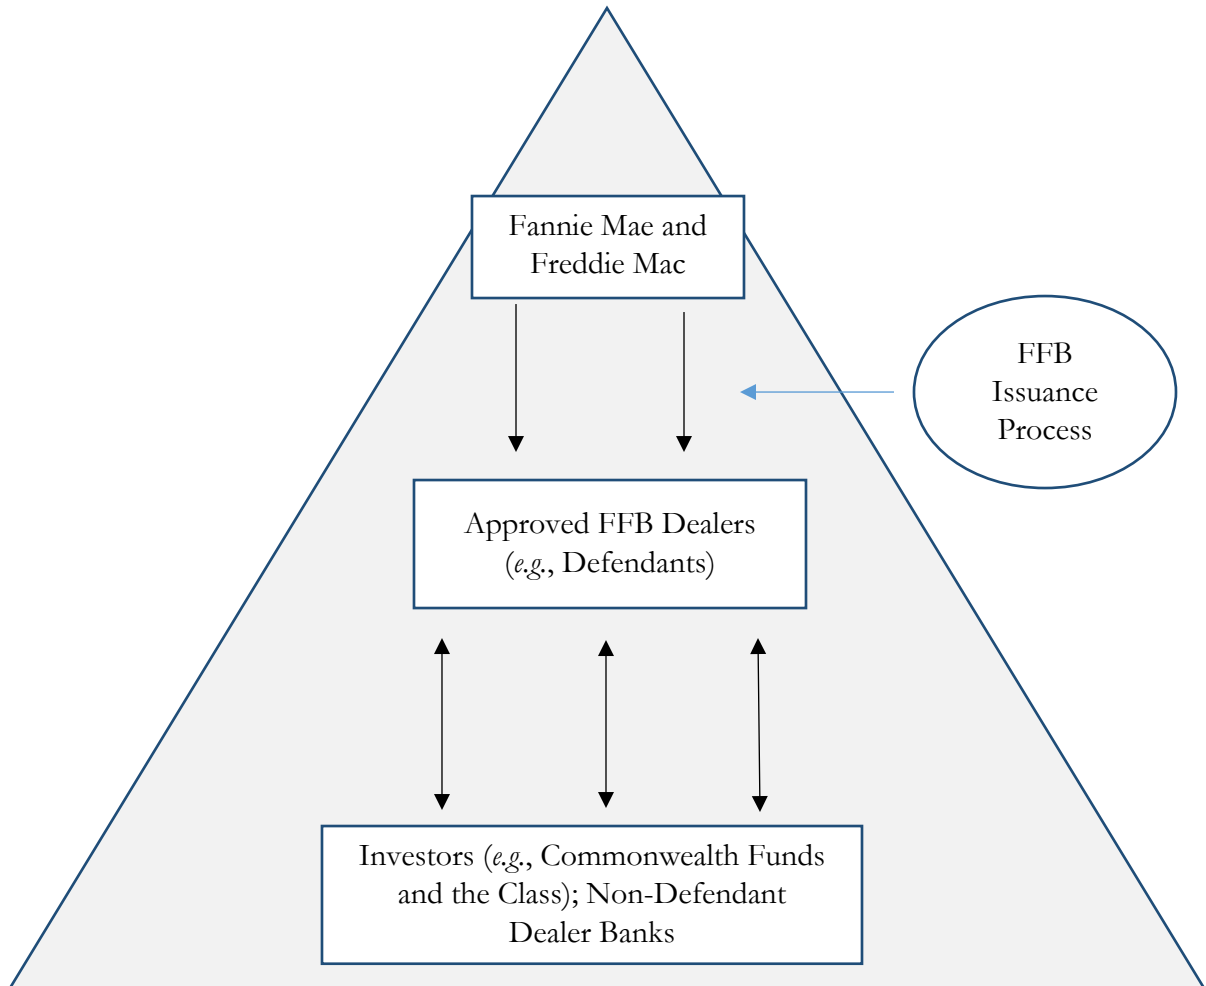 Fannie Mae and
Freddie Mac
FFB
Issuance
Process
Approved FFB Dealers
(e.g., Defendants)
Investors (e.g., Commonwealth Funds
and the Class); Non-Defendant
Dealer Banks